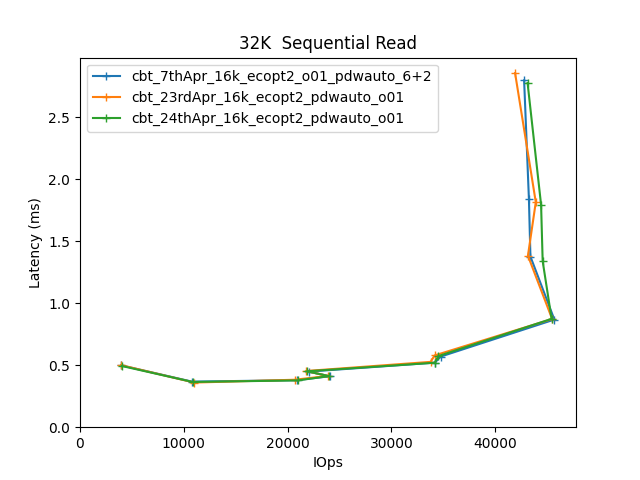 32K  Sequential Read
cbt_7thApr_16k_ecopt2_o01_pdwauto_6+2
cbt_23rdApr_16k_ecopt2_pdwauto_o01
cbt_24thApr_16k_ecopt2_pdwauto_o01
Latency (ms)
2.5
2.0
1.5
1.0
0.5
0.0
0 10000 20000 30000 40000
IOps